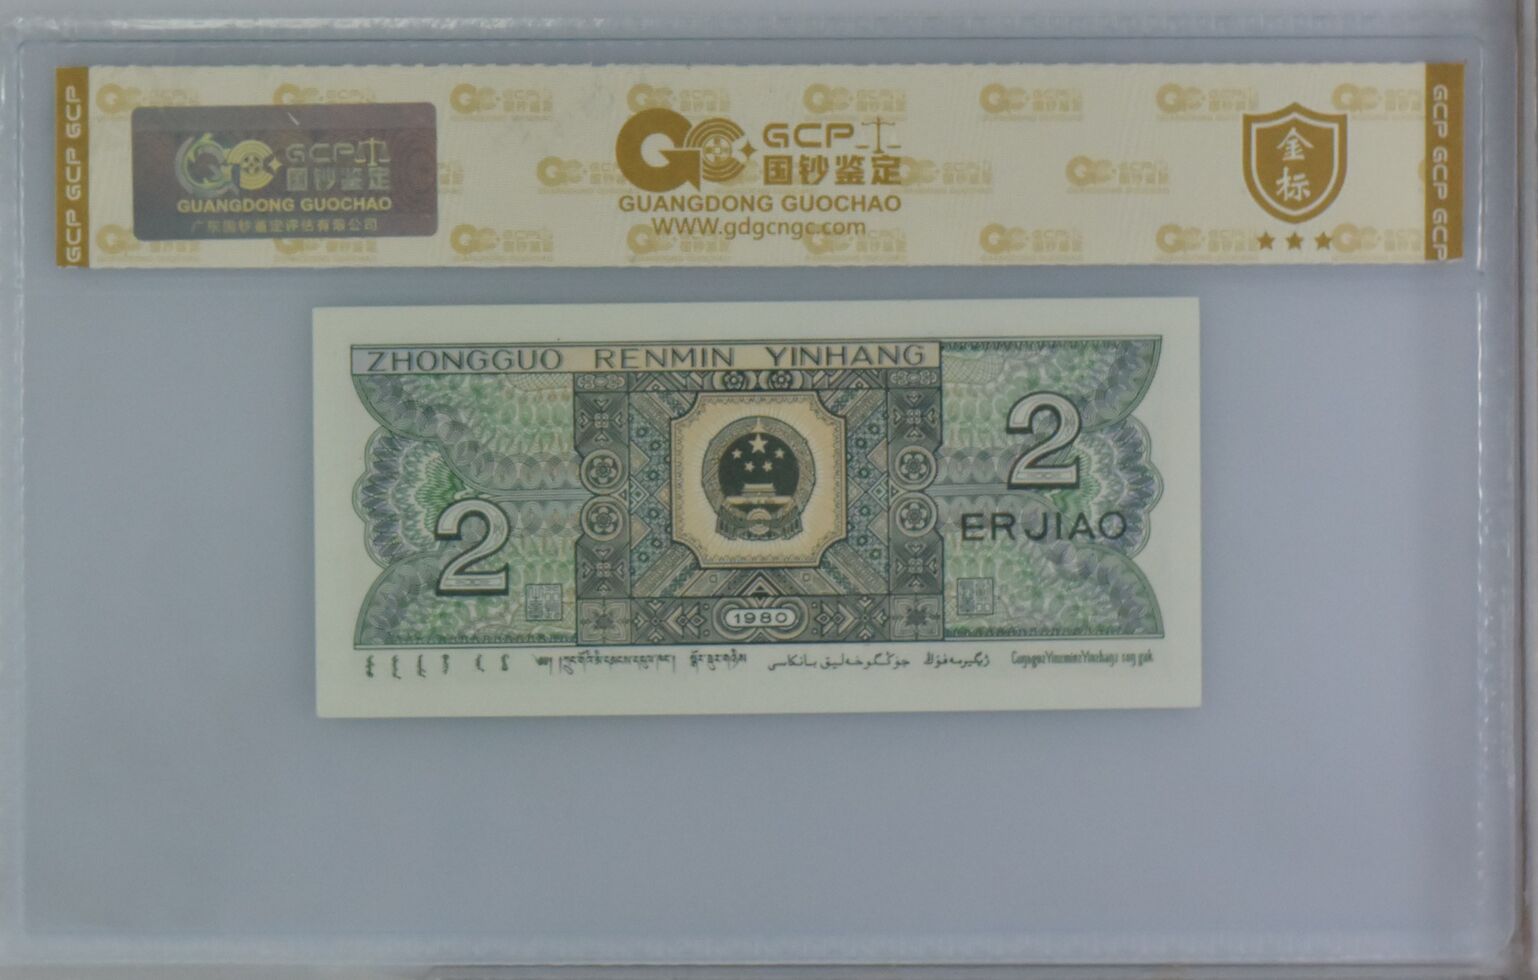 GCP GCP GCP
GCP 国钞鉴定
GUANGDONG GUOCHAO
广东国钞鉴定评估有限公司
GCP
国钞鉴定
GUANGDONG GUOCHAO
WWW.gdgcngc.com
金标
GCP GCP GCP
ZHONGGUO RENMIN YINHANG
2
2
ERJIAO
1980
جۇڭگوخەلىق بانكاسى